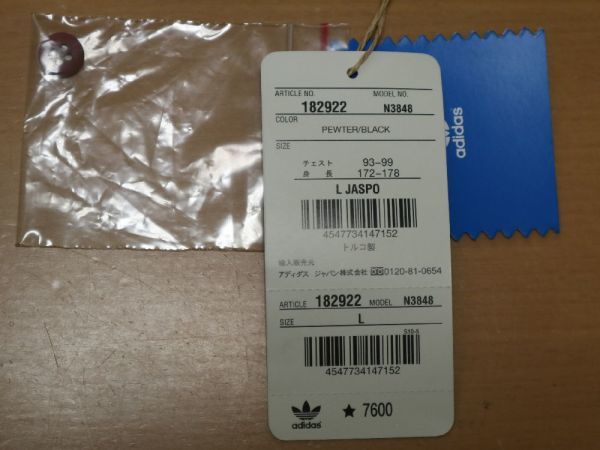 ARTICLE NO. MODEL NO.
182922 N3848
COLOR
PEWTER/BLACK
SIZE
チェスト 93-99
身 長 172-178
L JASPO
4547734147152
トルコ製
輸入販売元
アディダス ジャパン株式会社 0120-81-0654
ARTICLE 182922 MODEL N3848
SIZE L
S10-5
4547734147152
adidas
★ 7600
adidas